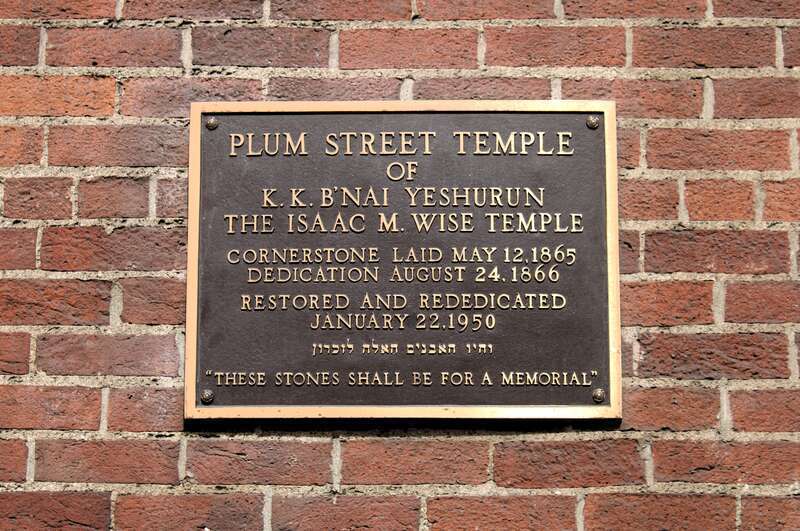 PLUM STREET TEMPLE
OF
K.K. B'NAI YESHURUN
THE ISAAC M. WISE TEMPLE
CORNERSTONE LAID MAY 12, 1865
DEDICATION AUGUST 24, 1866
RESTORED AND REDEDICATED
JANUARY 22, 1950
והיו האבנים האלה לזכרון
"THESE STONES SHALL BE FOR A MEMORIAL"